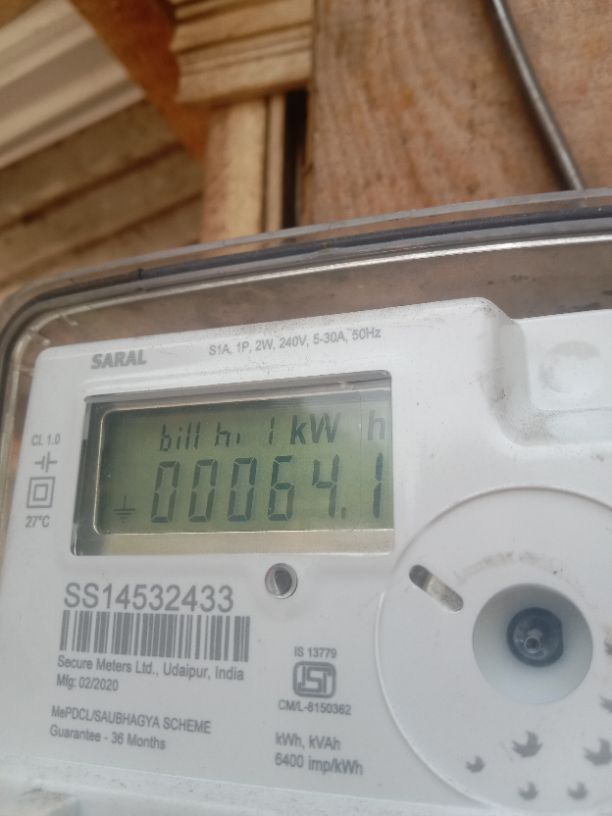 SARAL
S1A, 1P, 2W, 240V, 5-30A, 50Hz
Cl. 1.0
27°C
bill hi 1 kW h
00064.1
SS14532433
Secure Meters Ltd., Udaipur, India
Mfg: 02/2020
MePDCL/SAUBHAGYA SCHEME
Guarantee - 36 Months
IS 13779
ISI
CM/L-8150362
kWh, kVAh
6400 imp/kWh